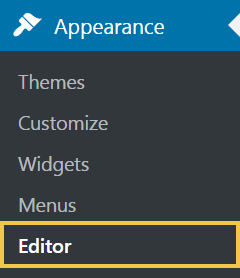 Appearance
Themes
Customize
Widgets
Menus
Editor